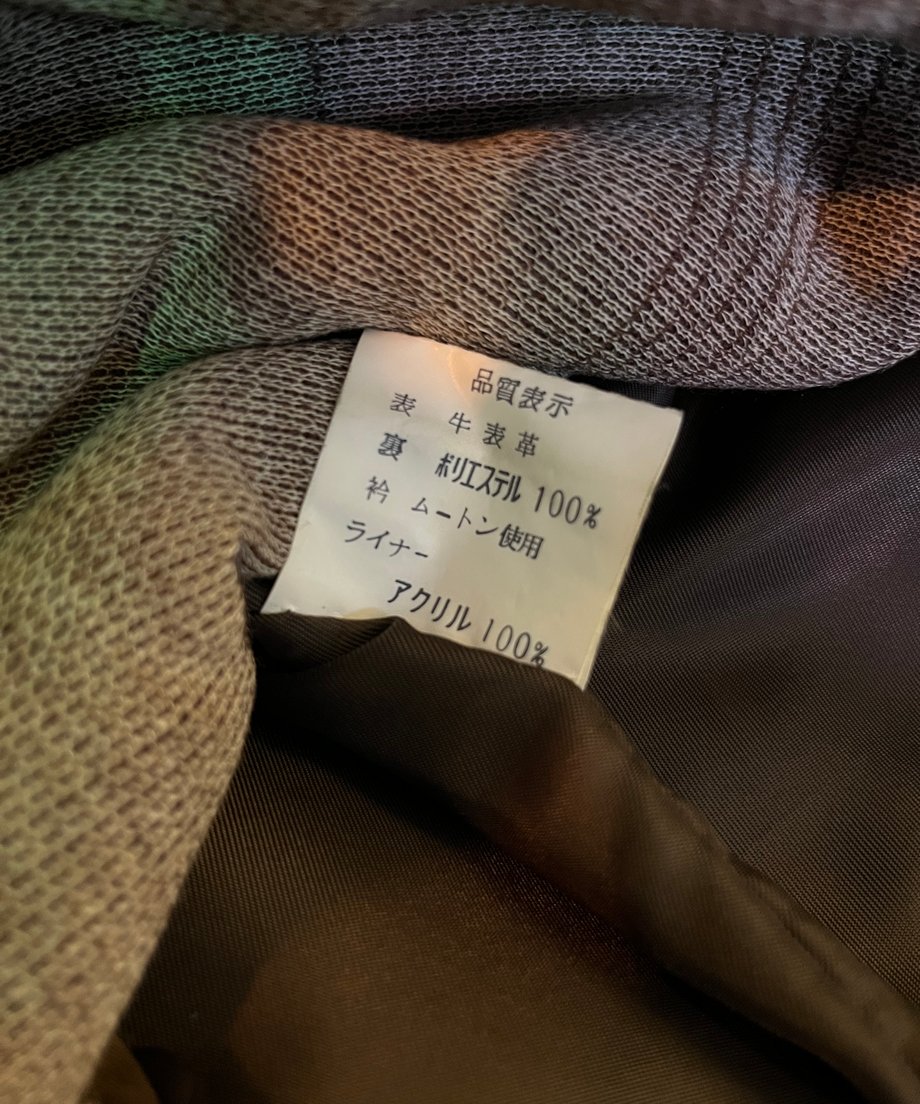 品質表示
表 牛表革
裏 ポリエステル 100%
衿 ムートン使用
ライナー
アクリル 100%